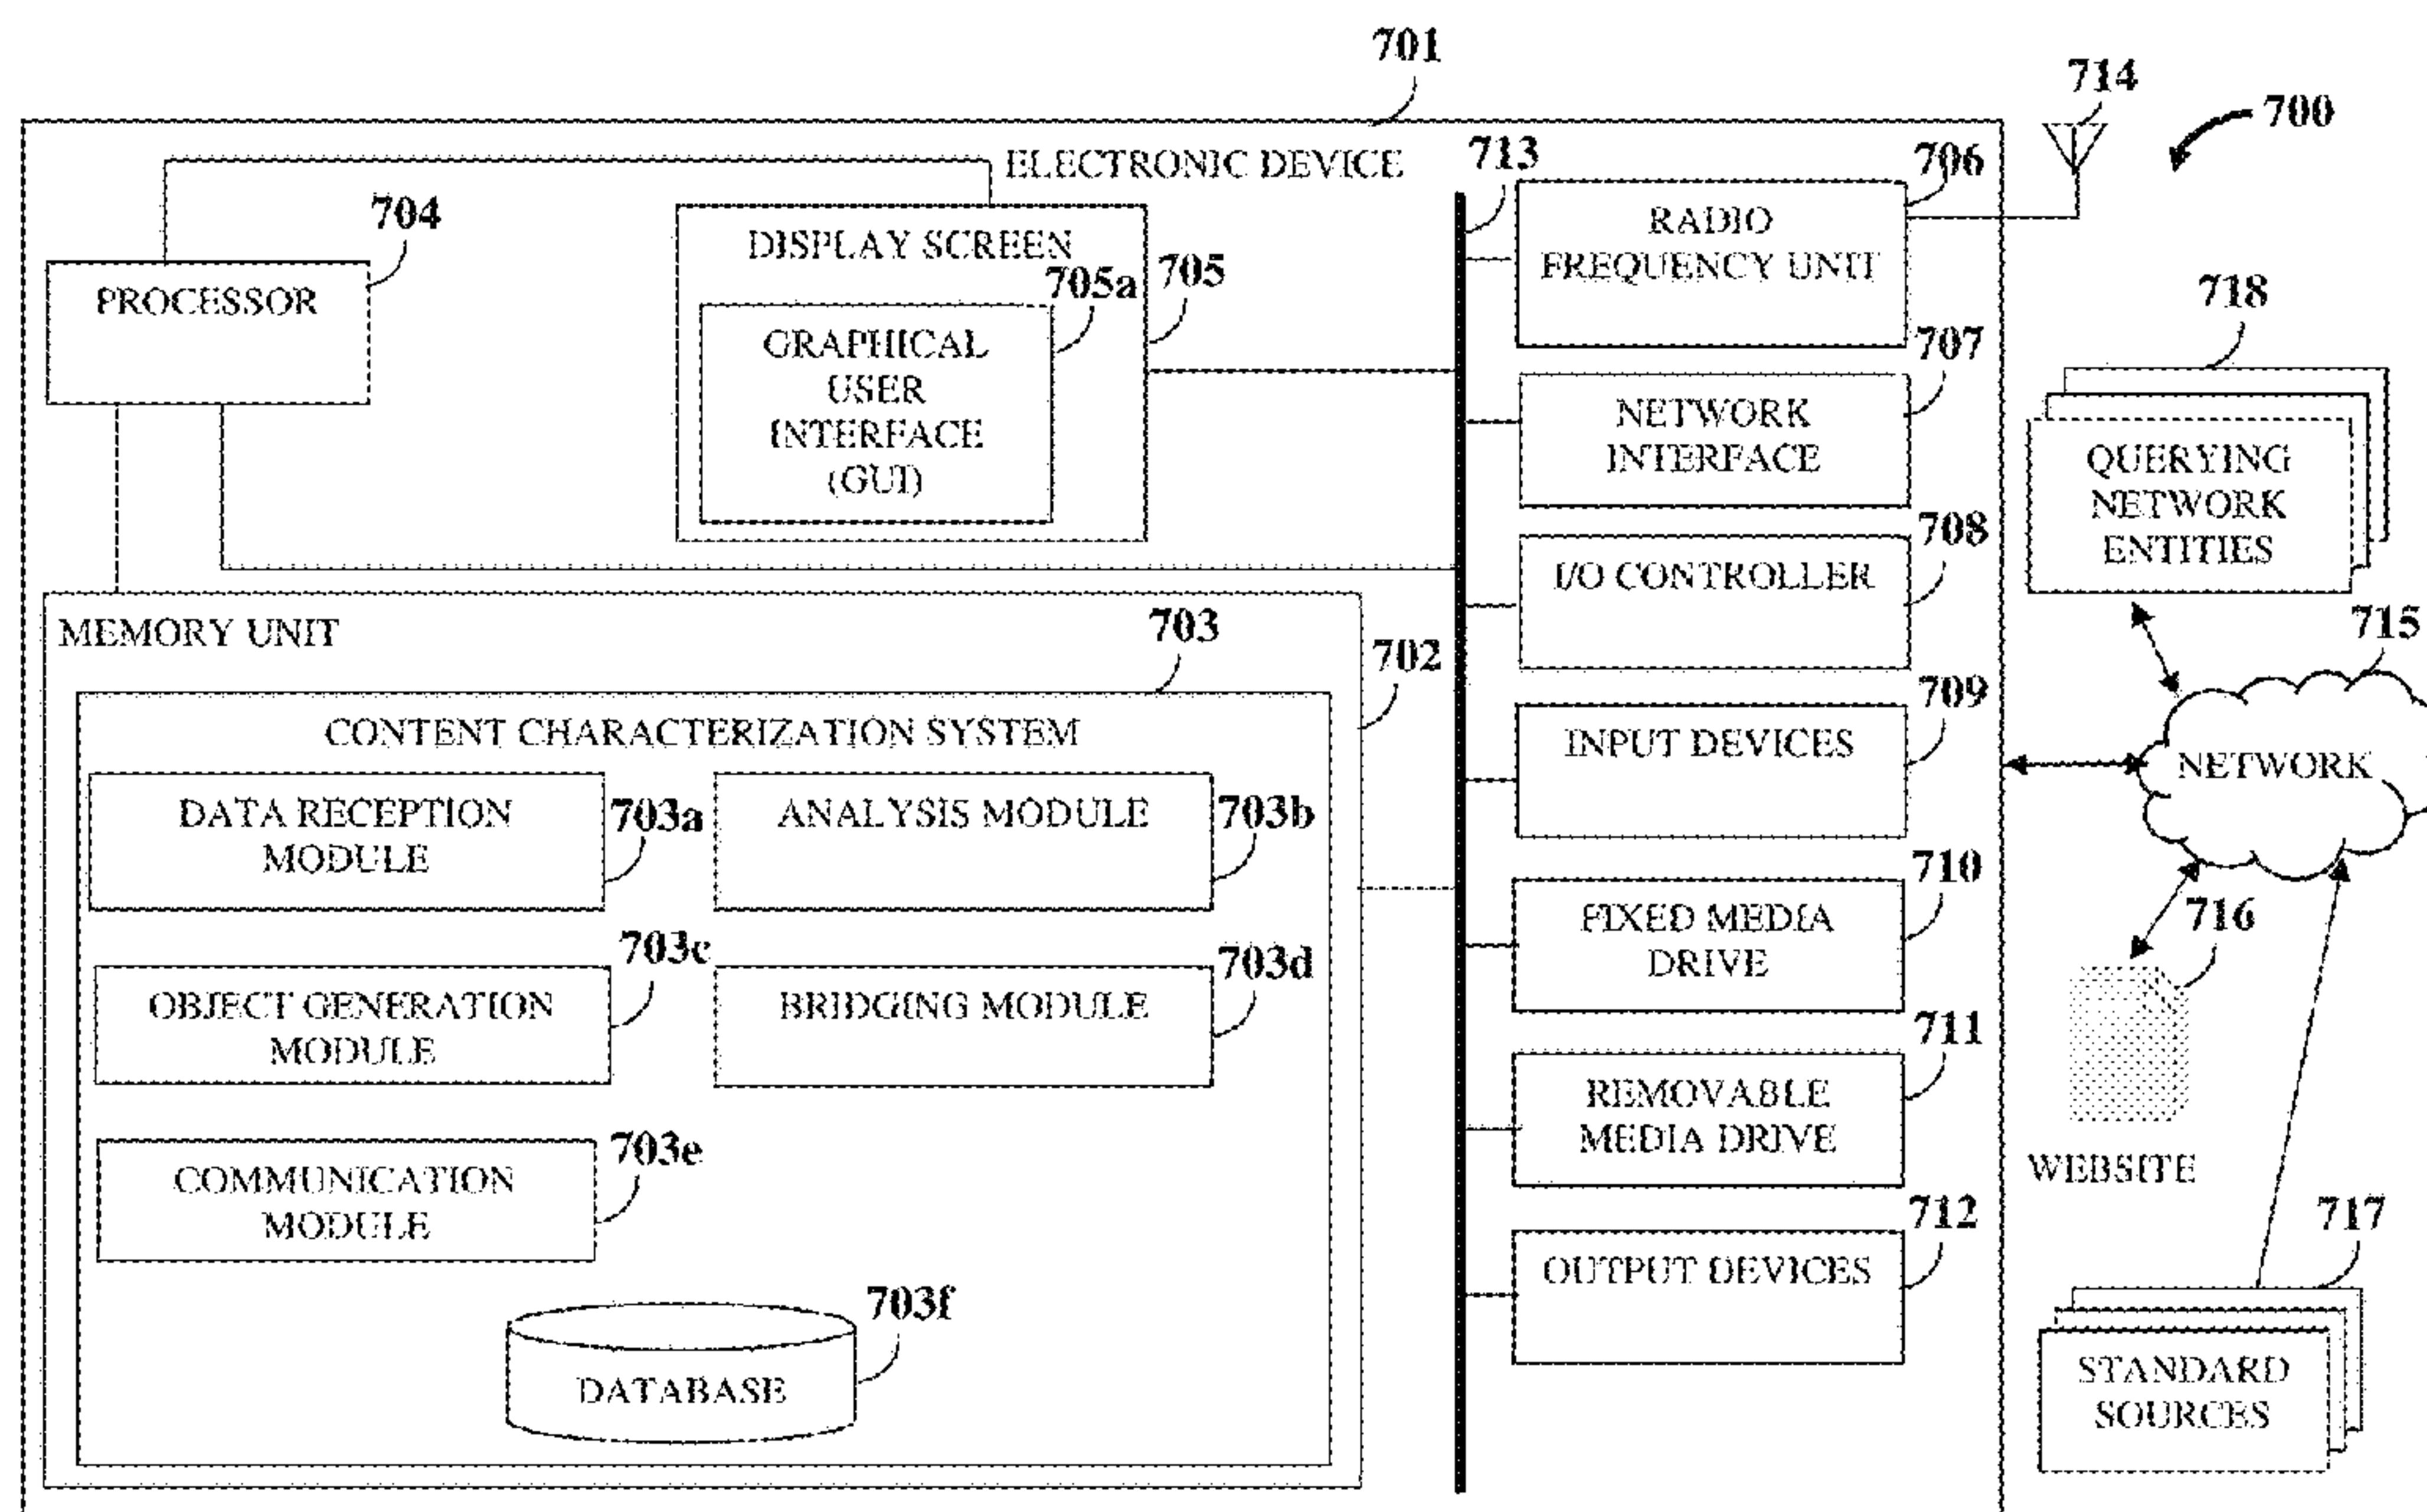 701
714
700
ELECTRONIC DEVICE
713
706
704
DISPLAY SCREEN
705
705a
PROCESSOR
GRAPHICAL
USER
INTERFACE
(GUI)
RADIO
FREQUENCY UNIT
707
NETWORK
INTERFACE
708
I/O CONTROLLER
718
QUERYING
NETWORK
ENTITIES
MEMORY UNIT
703
702
CONTENT CHARACTERIZATION SYSTEM
DATA RECEPTION
MODULE
703a
ANALYSIS MODULE
703b
OBJECT GENERATION
MODULE
703c
BRIDGING MODULE
703d
COMMUNICATION
MODULE
703e
DATABASE
703f
709
INPUT DEVICES
710
FIXED MEDIA
DRIVE
711
REMOVABLE
MEDIA DRIVE
712
OUTPUT DEVICES
715
NETWORK
716
WEBSITE
717
STANDARD
SOURCES